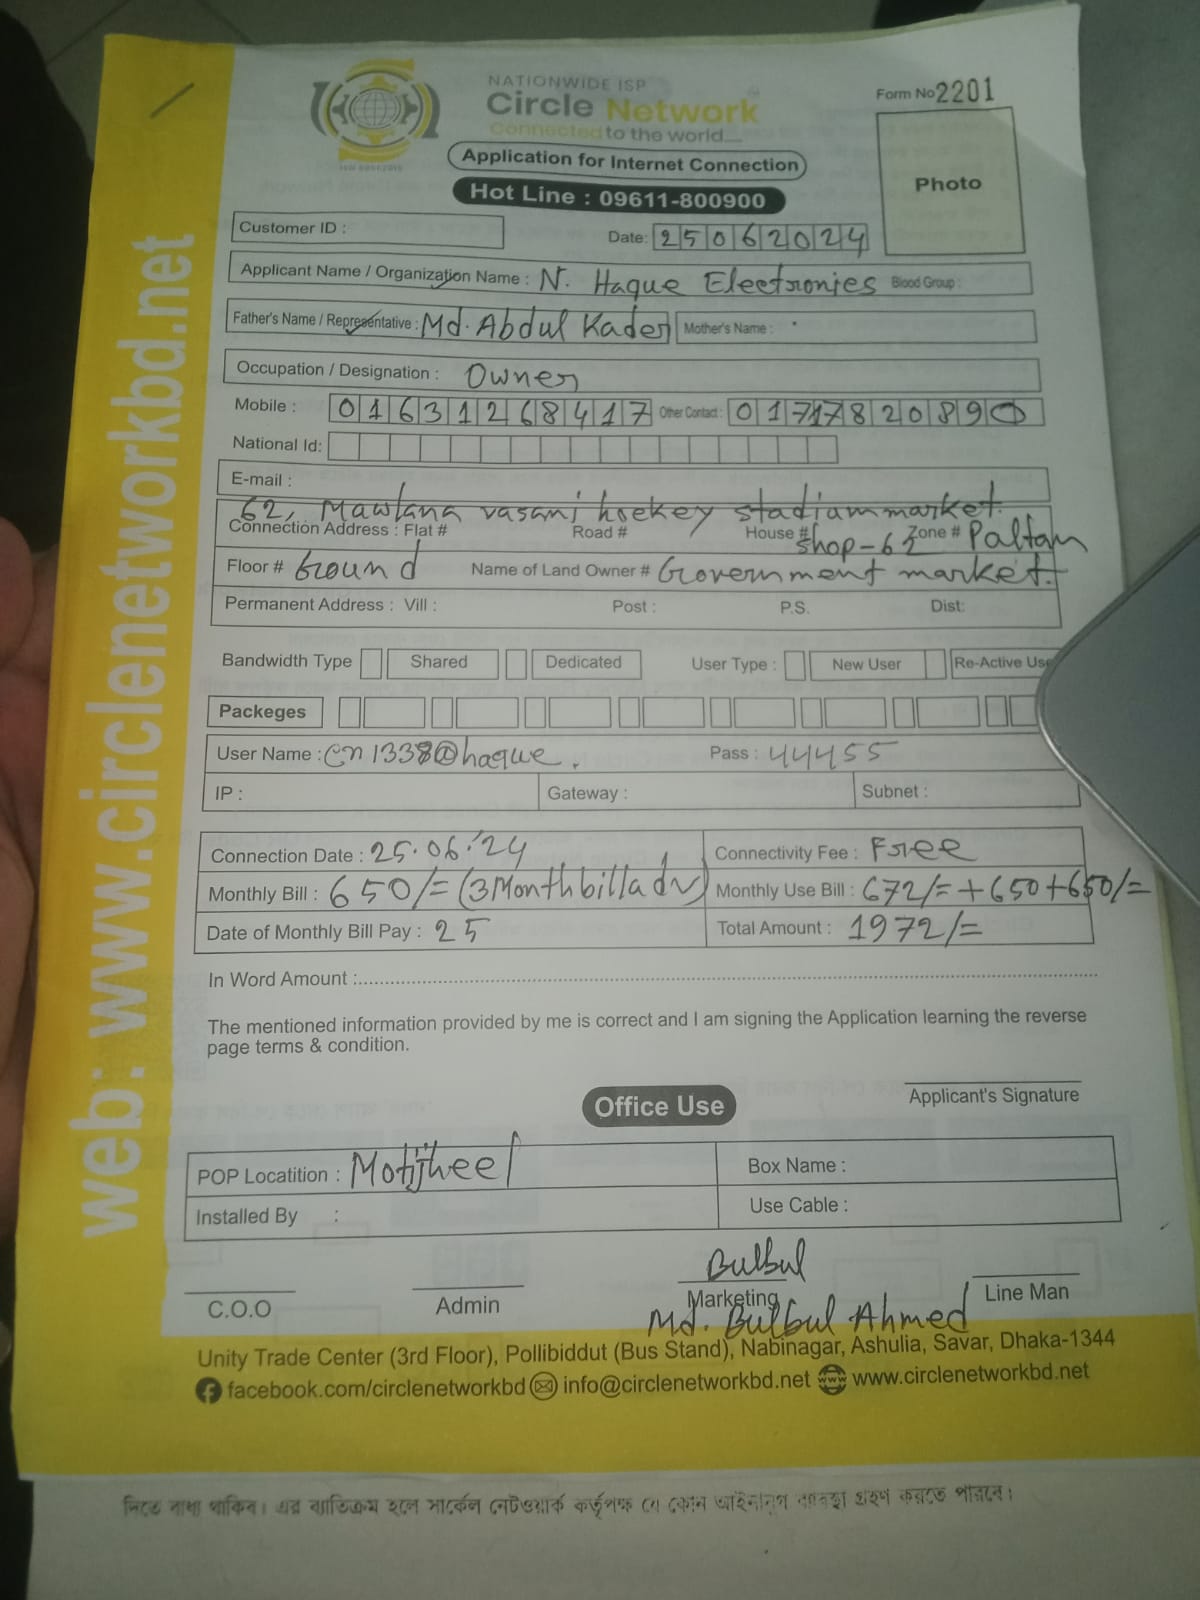 NATIONWIDE ISP
Circle Network
Connected to the world....
Form No 2201
Application for Internet Connection
Hot Line : 09611-800900
Photo
Customer ID :
Date: 25062024
Applicant Name / Organization Name : N. Haque Electronies Blood Group :
Father's Name / Representative : Md. Abdul Kader Mother's Name :
Occupation / Designation : Owner
Mobile : 01631268417 Other Contact : 01717820890
National Id:
E-mail :
62, Mawlana vasani hockey stadium market.
Connection Address : Flat # Road # House # shop-62 Zone # Paltan
Floor # Ground Name of Land Owner # Government market.
Permanent Address : Vill : Post : P.S. Dist:
Bandwidth Type Shared Dedicated User Type : New User Re-Active Use
Packeges
User Name : cn1338@haque. Pass : 44455
IP : Gateway : Subnet :
Connection Date : 25.06.'24 Connectivity Fee : Free
Monthly Bill : 650/= (3Month bill adv) Monthly Use Bill : 672/= +650+650/=
Date of Monthly Bill Pay : 25 Total Amount : 1972/=
In Word Amount :
The mentioned information provided by me is correct and I am signing the Application learning the reverse
page terms & condition.
Applicant's Signature
Office Use
POP Locatition : Motijheel Box Name :
Installed By : Use Cable :
Bulbul
C.O.O Admin Marketing Line Man
Md. Bulbul Ahmed
Unity Trade Center (3rd Floor), Pollibiddut (Bus Stand), Nabinagar, Ashulia, Savar, Dhaka-1344
facebook.com/circlenetworkbd info@circlenetworkbd.net www.circlenetworkbd.net
web: www.circlenetworkbd.net
দিতে বাধ্য থাকিব। এর ব্যতিক্রম হলে সার্কেল নেটওয়ার্ক কর্তৃপক্ষ যে কোন আইনানুগ ব্যবস্থা গ্রহণ করতে পারবে।